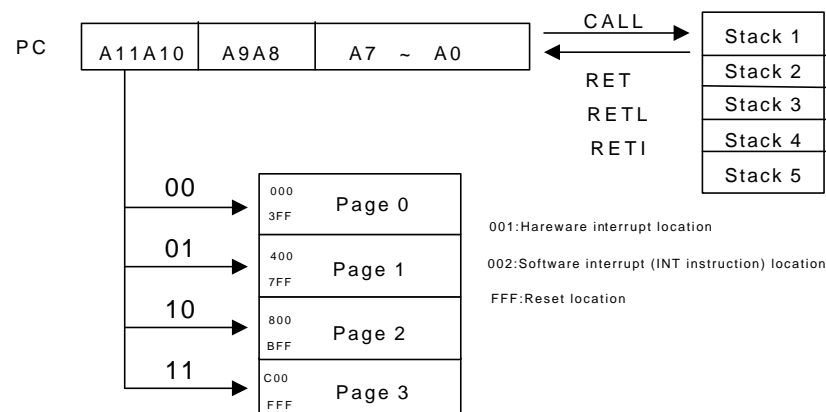 PC
A11A10 A9A8 A7 ~ A0
CALL
RET
RETL
RETI
Stack 1
Stack 2
Stack 3
Stack 4
Stack 5
00
000
3FF
Page 0
01
400
7FF
Page 1
10
800
BFF
Page 2
11
C00
FFF
Page 3
001:Hareware interrupt location
002:Software interrupt (INT instruction) location
FFF:Reset location